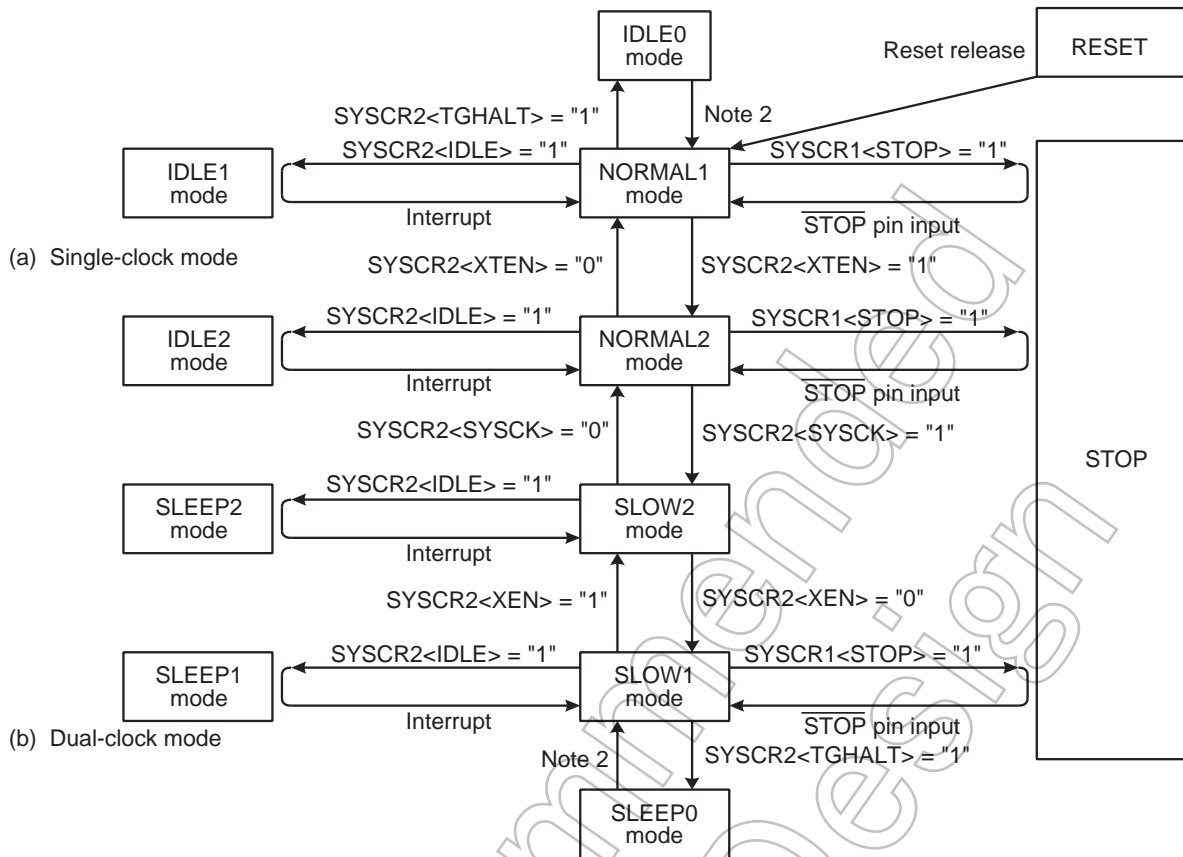 IDLE0
mode
Reset release
RESET
SYSCR2<TGHALT> = "1"
Note 2
IDLE1
mode
SYSCR2<IDLE> = "1"
Interrupt
NORMAL1
mode
SYSCR1<STOP> = "1"
STOP pin input
(a) Single-clock mode
SYSCR2<XTEN> = "0"
SYSCR2<XTEN> = "1"
IDLE2
mode
SYSCR2<IDLE> = "1"
Interrupt
NORMAL2
mode
SYSCR1<STOP> = "1"
STOP pin input
SYSCR2<SYSCK> = "0"
SYSCR2<SYSCK> = "1"
STOP
SLEEP2
mode
SYSCR2<IDLE> = "1"
Interrupt
SLOW2
mode
SYSCR2<XEN> = "1"
SYSCR2<XEN> = "0"
SLEEP1
mode
SYSCR2<IDLE> = "1"
Interrupt
SLOW1
mode
SYSCR1<STOP> = "1"
STOP pin input
(b) Dual-clock mode
Note 2
SYSCR2<TGHALT> = "1"
SLEEP0
mode
mmended
Design